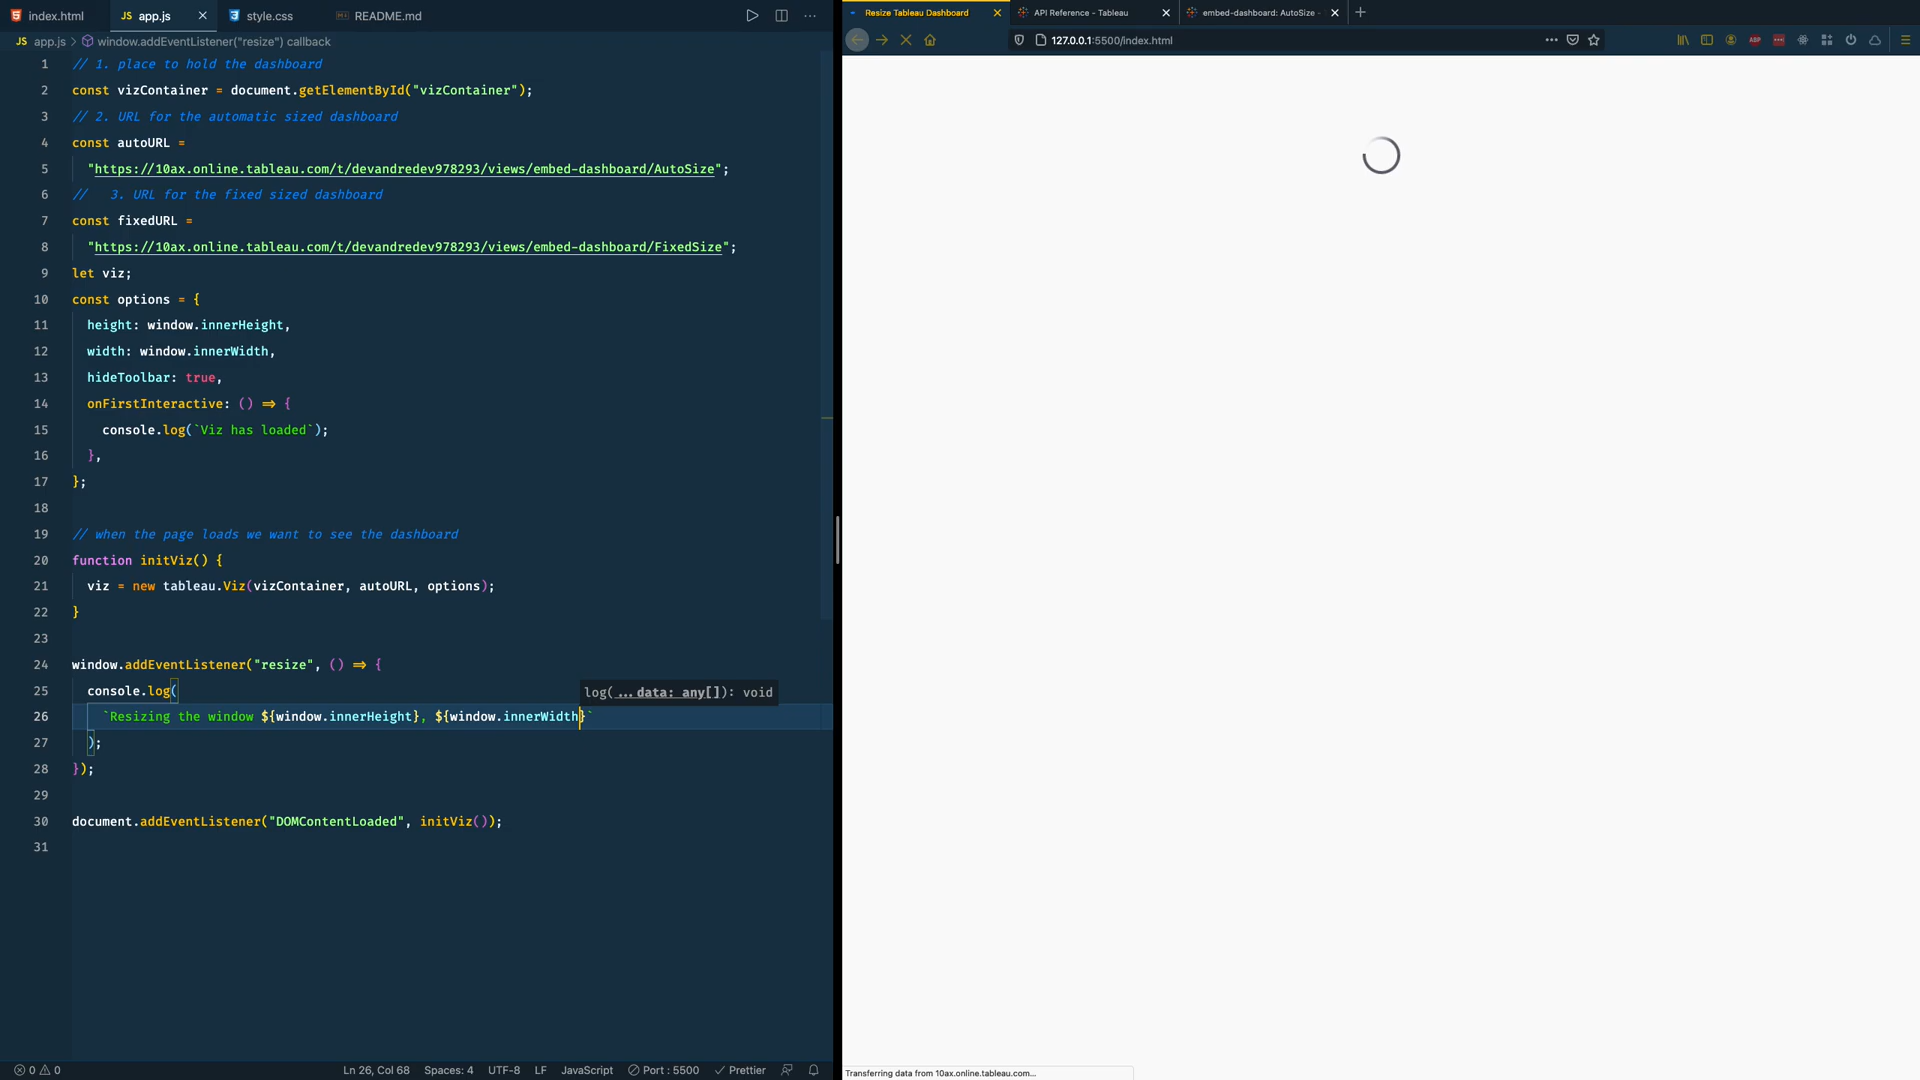 index.html
JS app.js
style.css
README.md
JS app.js > window.addEventListener("resize") callback
1 // 1. place to hold the dashboard
2 const vizContainer = document.getElementById("vizContainer");
3 // 2. URL for the automatic sized dashboard
4 const autoURL =
5 "https://10ax.online.tableau.com/t/devandredev978293/views/embed-dashboard/AutoSize";
6 //   3. URL for the fixed sized dashboard
7 const fixedURL =
8 "https://10ax.online.tableau.com/t/devandredev978293/views/embed-dashboard/FixedSize";
9 let viz;
10 const options = {
11 height: window.innerHeight,
12 width: window.innerWidth,
13 hideToolbar: true,
14 onFirstInteractive: () => {
15 console.log(`Viz has loaded`);
16 },
17 };
18
19 // when the page loads we want to see the dashboard
20 function initViz() {
21 viz = new tableau.Viz(vizContainer, autoURL, options);
22 }
23
24 window.addEventListener("resize", () => {
25 console.log(
log(...data: any[]): void
26 `Resizing the window ${window.innerHeight}, ${window.innerWidth}`
27 );
28 });
29
30 document.addEventListener("DOMContentLoaded", initViz());
31
0 0
Ln 26, Col 68
Spaces: 4
UTF-8
LF
JavaScript
Port : 5500
Prettier
Resize Tableau Dashboard
API Reference - Tableau
embed-dashboard: AutoSize -
127.0.0.1:5500/index.html
ABP
Transferring data from 10ax.online.tableau.com...